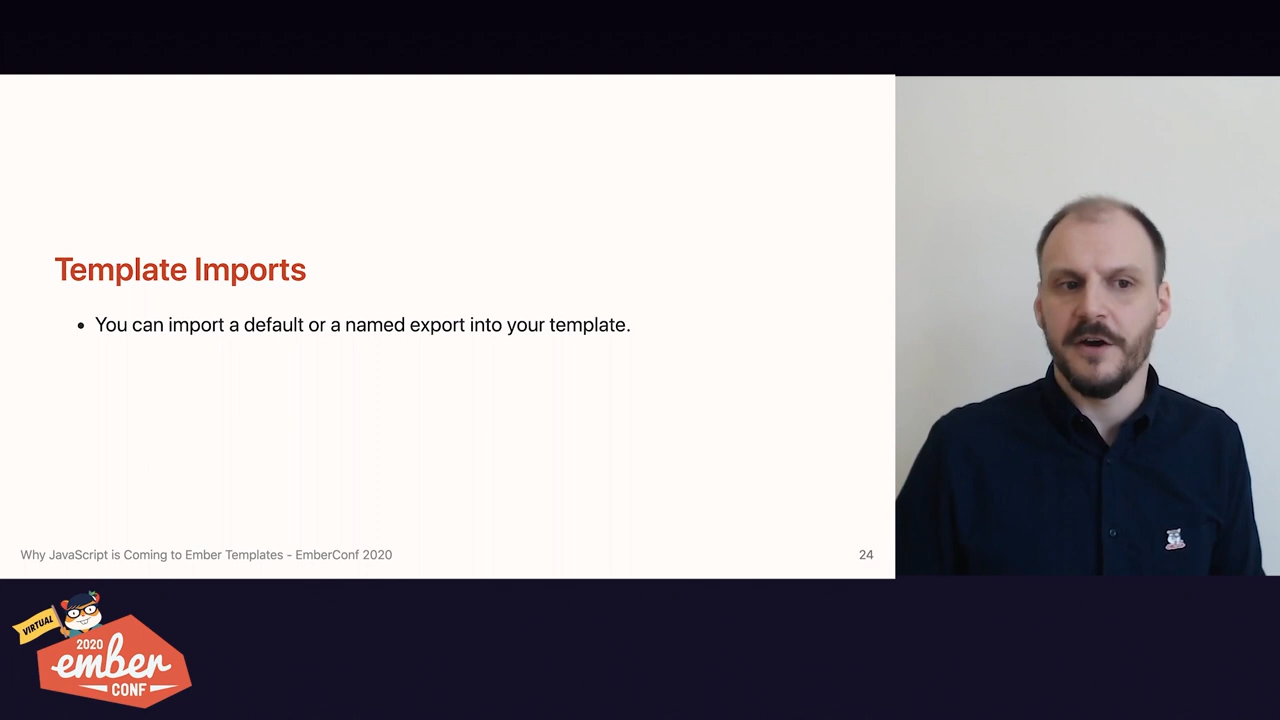 Template Imports
• You can import a default or a named export into your template.
Why JavaScript is Coming to Ember Templates - EmberConf 2020
24
VIRTUAL
2020
ember
CONF